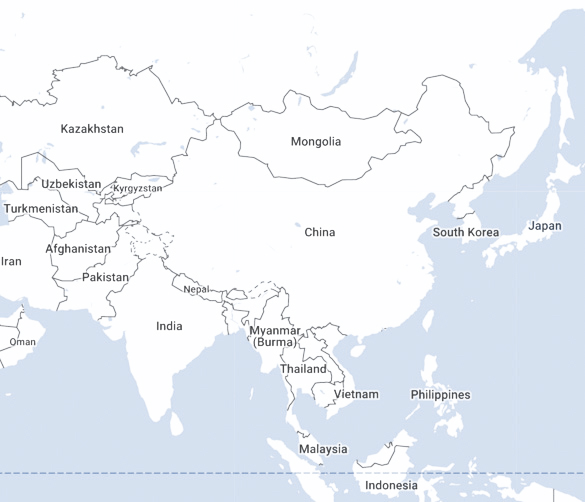 Kazakhstan
Mongolia
Uzbekistan
Kyrgyzstan
Turkmenistan
China
South Korea
Japan
Afghanistan
Iran
Pakistan
Nepal
India
Myanmar
(Burma)
Oman
Thailand
Vietnam
Philippines
Malaysia
Indonesia